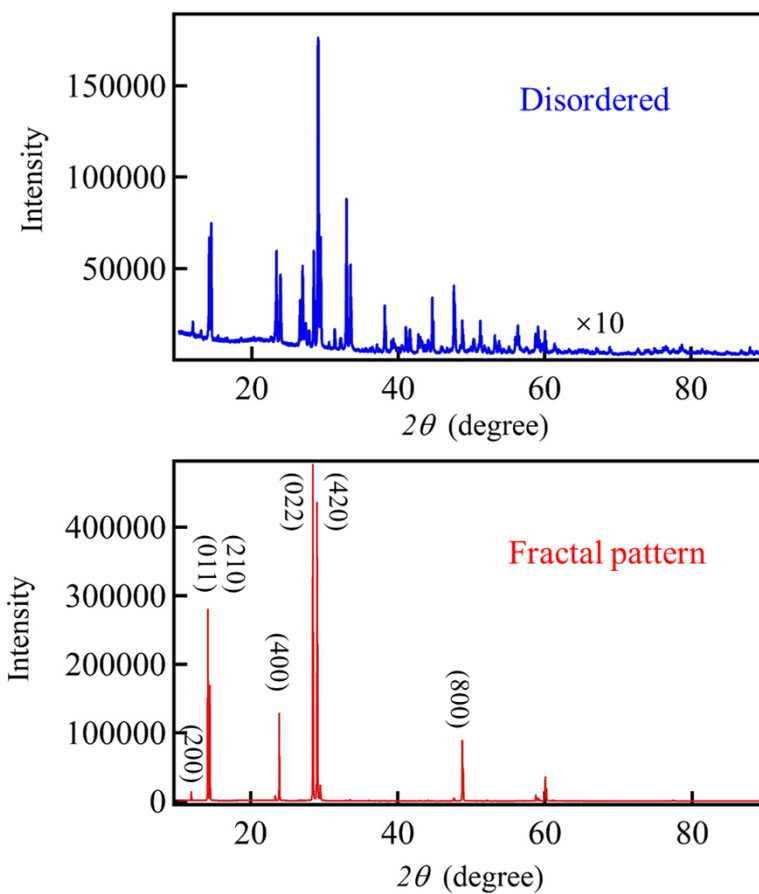 Intensity
150000
100000
50000
Disordered
×10
20 40 60 80
2θ (degree)
Intensity
400000
300000
200000
100000
0
(200)
(011)
(210)
(400)
(022)
(420)
(800)
Fractal pattern
20 40 60 80
2θ (degree)